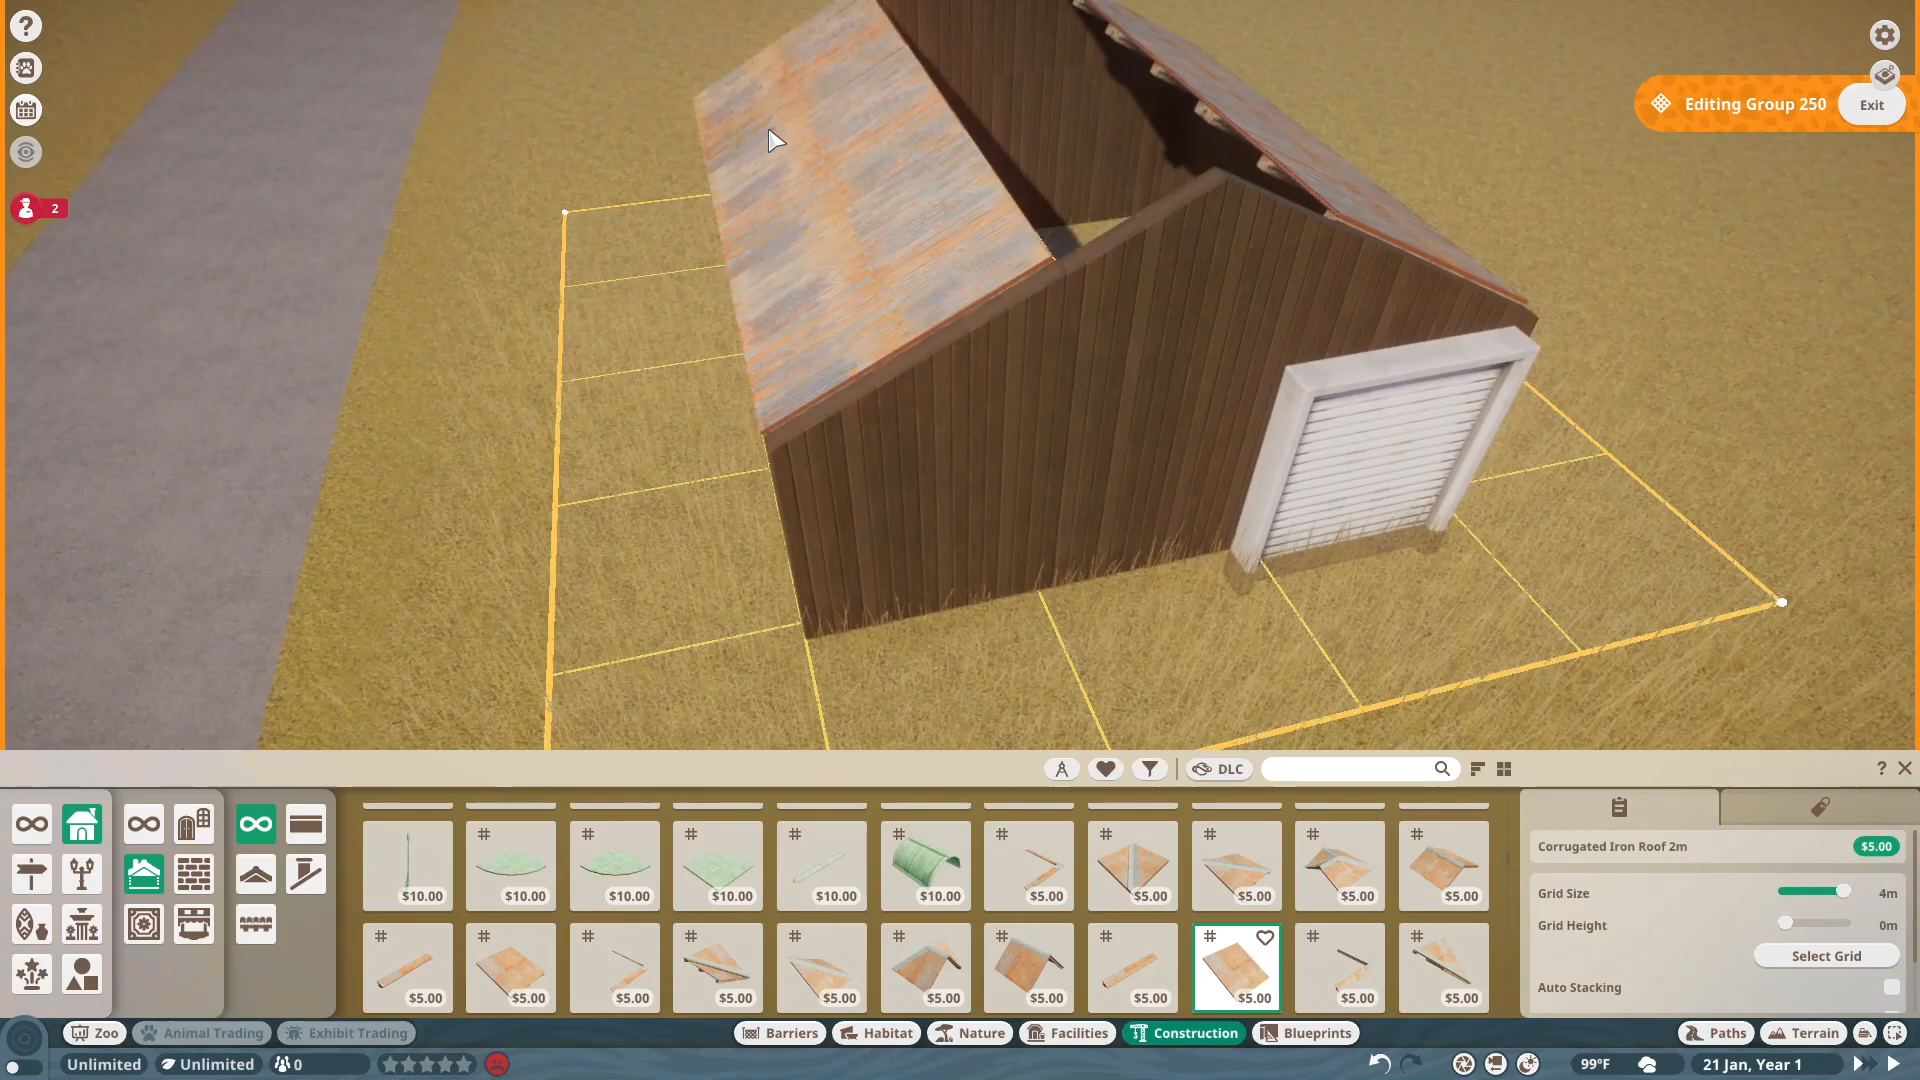 ?
2
Editing Group 250
Exit
DLC
?
$10.00 $10.00 $10.00 $10.00 $10.00 $10.00 $5.00 $5.00 $5.00 $5.00 $5.00
$5.00 $5.00 $5.00 $5.00 $5.00 $5.00 $5.00 $5.00 $5.00 $5.00 $5.00
Corrugated Iron Roof 2m $5.00
Grid Size 4m
Grid Height 0m
Select Grid
Auto Stacking
Zoo Animal Trading Exhibit Trading Barriers Habitat Nature Facilities Construction Blueprints Paths Terrain
Unlimited Unlimited 0 99°F 21 Jan, Year 1